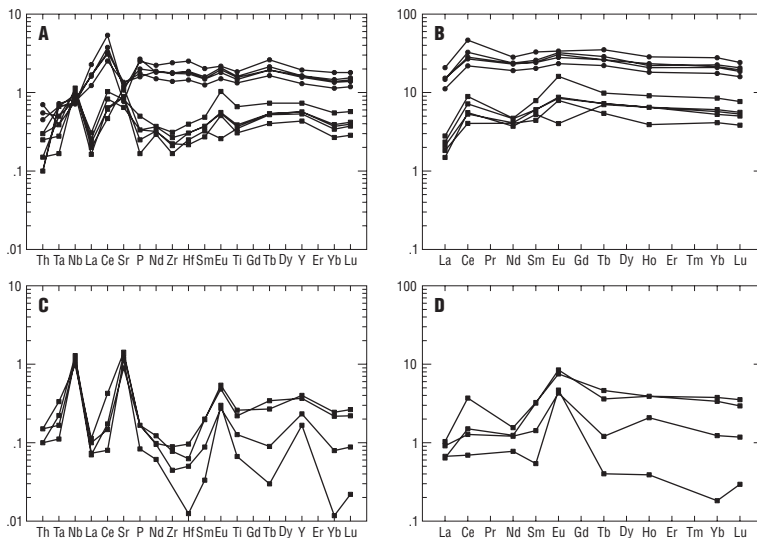 A
10
1
.1
.01
Th Ta Nb La Ce Sr P Nd Zr Hf Sm Eu Ti Gd Tb Dy Y Er Yb Lu
B
100
10
1
.1
La Ce Pr Nd Sm Eu Gd Tb Dy Ho Er Tm Yb Lu
C
10
1
.1
.01
Th Ta Nb La Ce Sr P Nd Zr Hf Sm Eu Ti Gd Tb Dy Y Er Yb Lu
D
100
10
1
.1
La Ce Pr Nd Sm Eu Gd Tb Dy Ho Er Tm Yb Lu